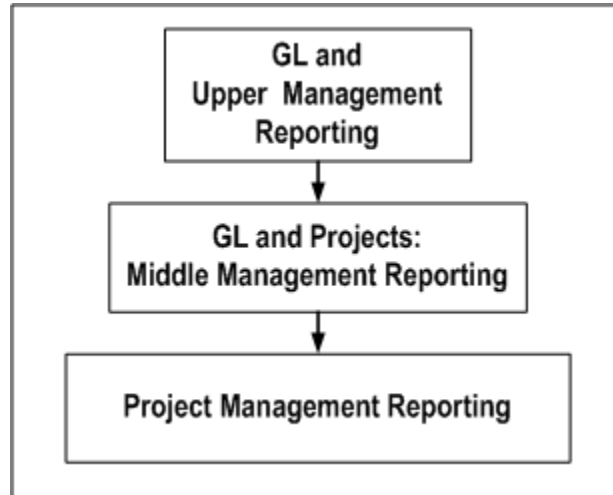 GL and
Upper Management
Reporting
GL and Projects:
Middle Management Reporting
Project Management Reporting